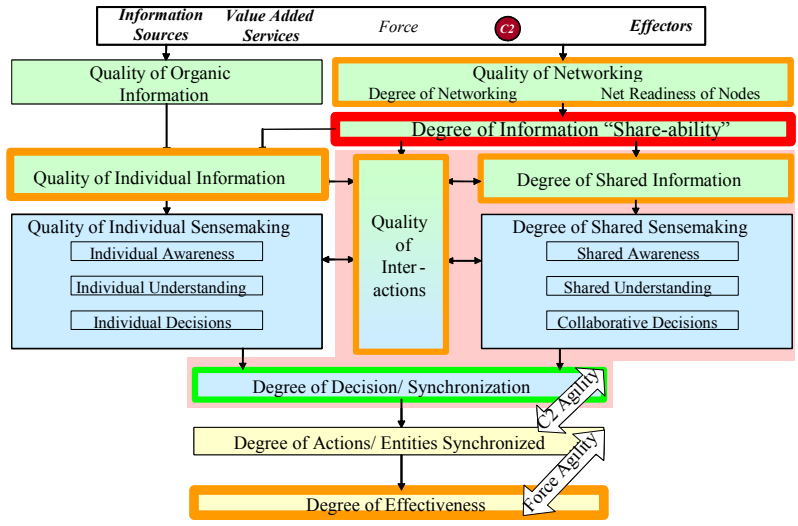 Information Sources
Value Added Services
Force
C2
Effectors
Quality of Organic
Information
Quality of Networking
Degree of Networking
Net Readiness of Nodes
Degree of Information “Share-ability”
Quality of Individual Information
Degree of Shared Information
Quality of Individual Sensemaking
Individual Awareness
Individual Understanding
Individual Decisions
Quality
of
Inter-
actions
Degree of Shared Sensemaking
Shared Awareness
Shared Understanding
Collaborative Decisions
Degree of Decision/ Synchronization
C2 Agility
Degree of Actions/ Entities Synchronized
Force Agility
Degree of Effectiveness